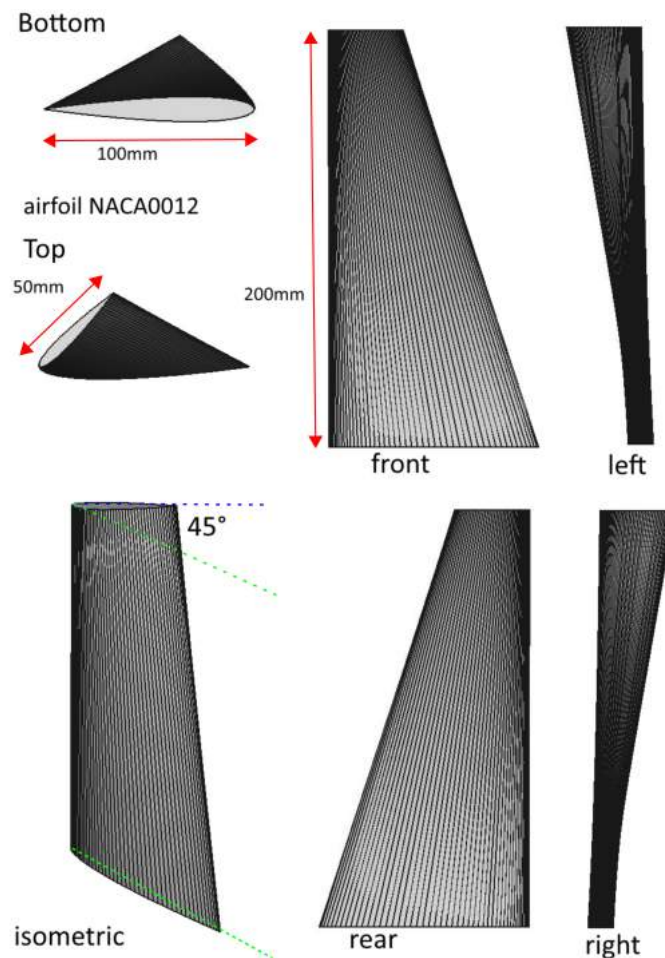 Bottom
100mm
airfoil NACA0012
Top
50mm
200mm
front
left
45°
isometric
rear
right